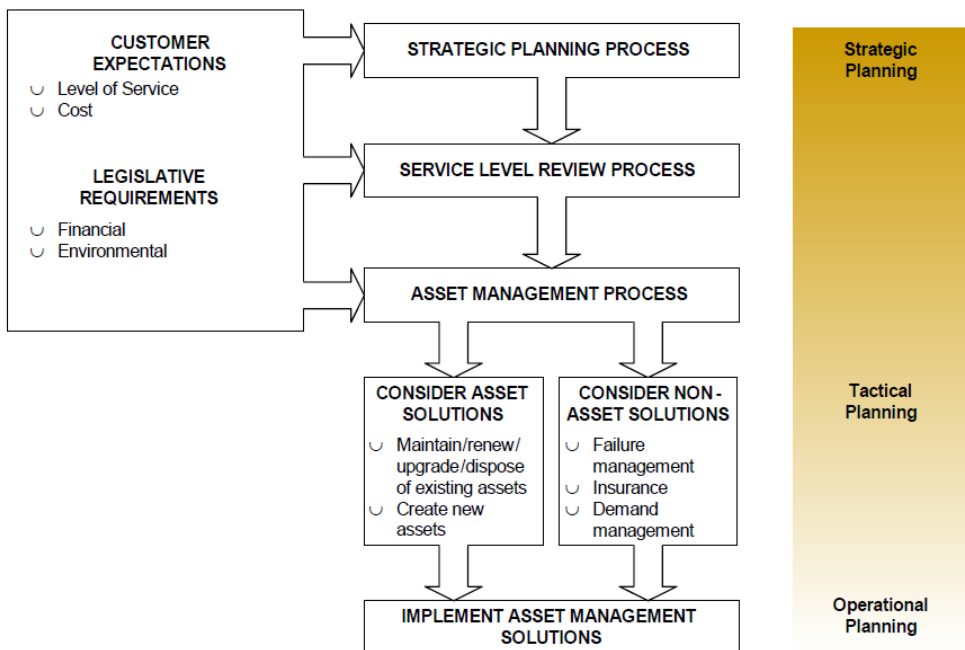 CUSTOMER
EXPECTATIONS
Level of Service
Cost
LEGISLATIVE
REQUIREMENTS
Financial
Environmental
STRATEGIC PLANNING PROCESS
SERVICE LEVEL REVIEW PROCESS
ASSET MANAGEMENT PROCESS
CONSIDER ASSET
SOLUTIONS
Maintain/renew/
upgrade/dispose
of existing assets
Create new
assets
CONSIDER NON-
ASSET SOLUTIONS
Failure
management
Insurance
Demand
management
IMPLEMENT ASSET MANAGEMENT
SOLUTIONS
Strategic
Planning
Tactical
Planning
Operational
Planning